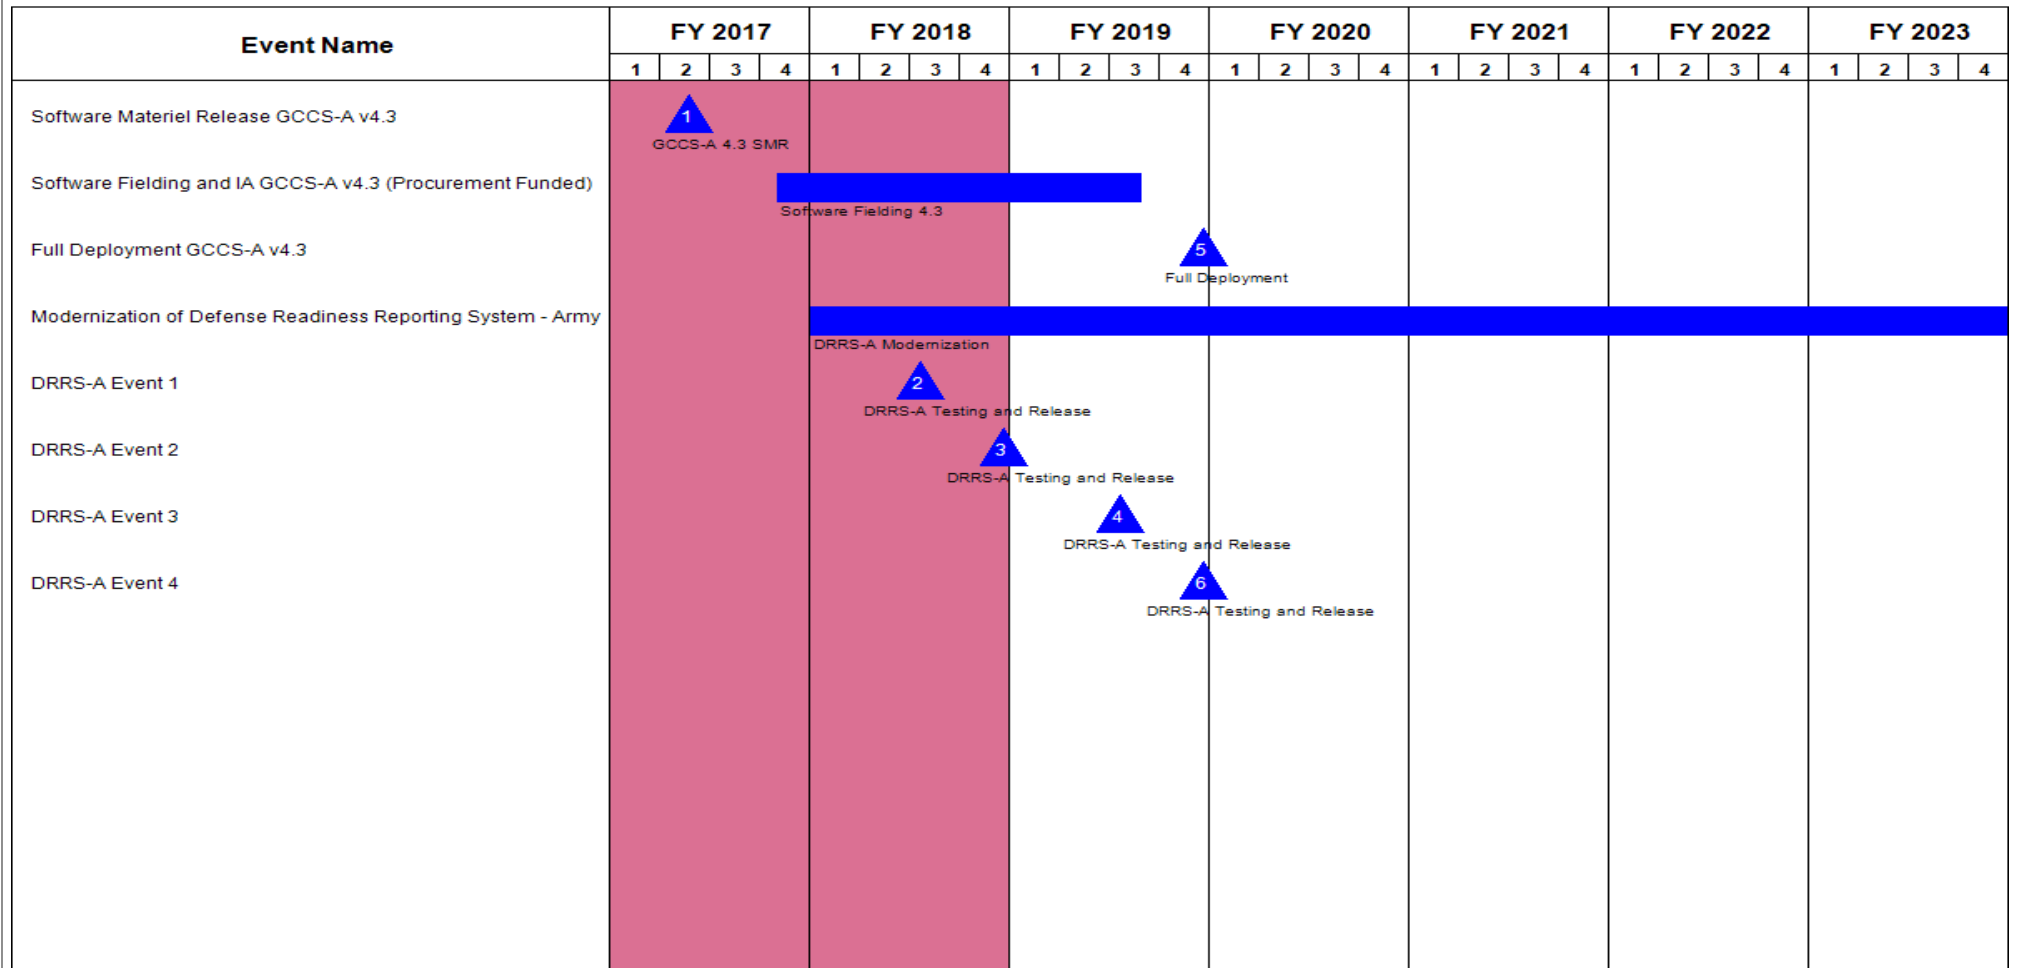 Event Name
FY 2017 FY 2018 FY 2019 FY 2020 FY 2021 FY 2022 FY 2023
1 2 3 4 1 2 3 4 1 2 3 4 1 2 3 4 1 2 3 4 1 2 3 4 1 2 3 4
Software Materiel Release GCCS-A v4.3
1
GCCS-A 4.3 SMR
Software Fielding and IA GCCS-A v4.3 (Procurement Funded)
Software Fielding 4.3
Full Deployment GCCS-A v4.3
5
Full Deployment
Modernization of Defense Readiness Reporting System - Army
DRRS-A Modernization
DRRS-A Event 1
2
DRRS-A Testing and Release
DRRS-A Event 2
3
DRRS-A Testing and Release
DRRS-A Event 3
4
DRRS-A Testing and Release
DRRS-A Event 4
6
DRRS-A Testing and Release